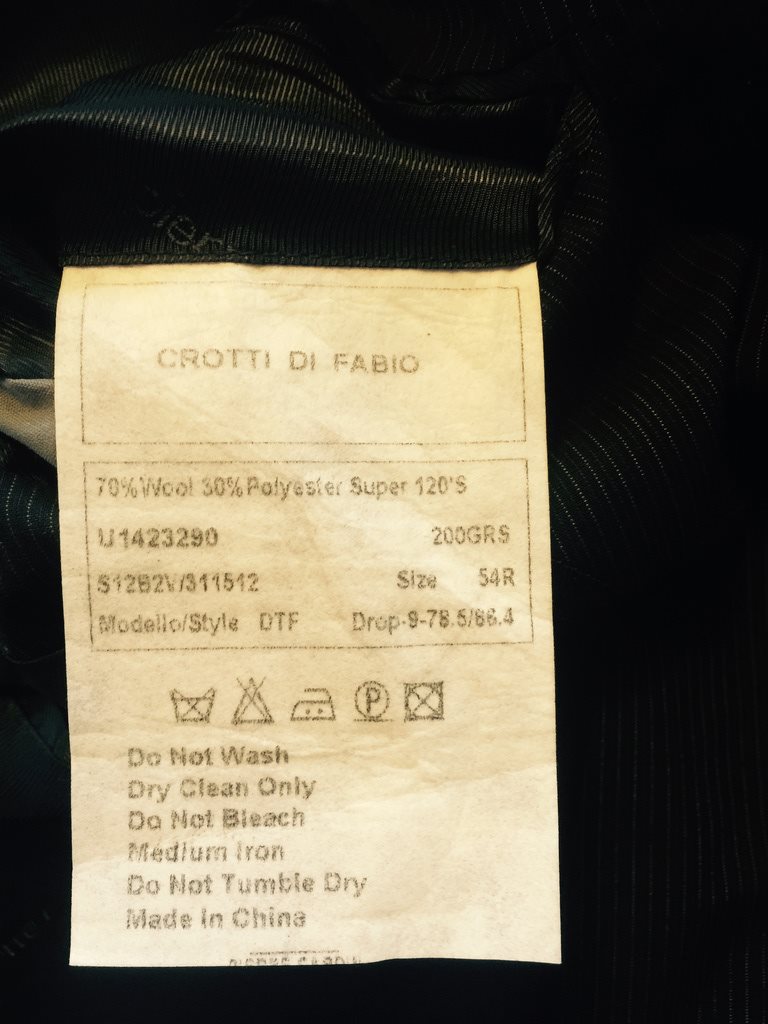 CROTTI DI FABIO
70%Wool 30%Polyester Super 120'S
U1423290 200GRS
S12B2V/311512 Size 54R
Modello/Style DTF Drop-9-78.5/86.4
P
Do Not Wash
Dry Clean Only
Do Not Bleach
Medium Iron
Do Not Tumble Dry
Made In China